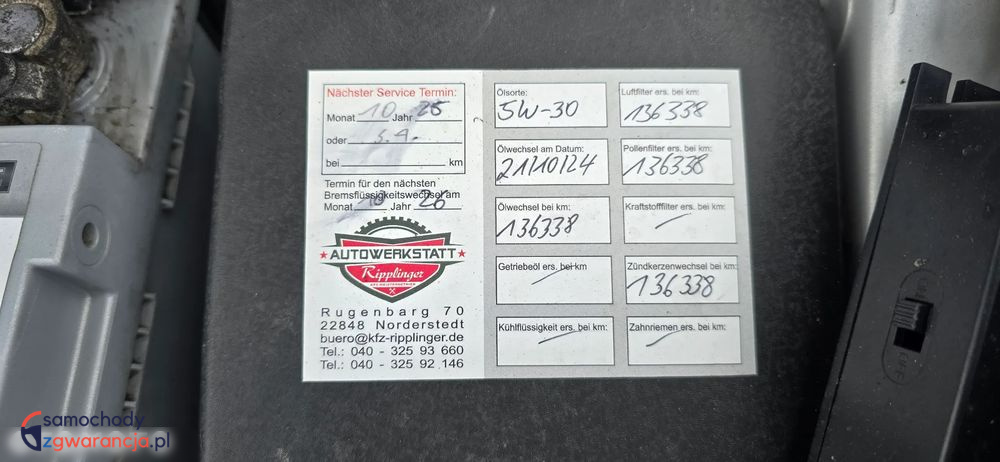 Nächster Service Termin:
Monat 10 Jahr 25
oder S.A.
bei km
Termin für den nächsten
Bremsflüssigkeitswechsel am
Monat 10 Jahr 26
AUTOWERKSTATT
Ripplinger
KFZ-MEISTERBETRIEB
Rugenbarg 70
22848 Norderstedt
buero@kfz-ripplinger.de
Tel.: 040 - 325 93 660
Tel.: 040 - 325 92 146
Ölsorte:
5W-30
Ölwechsel am Datum:
21/10/24
Ölwechsel bei km:
136338
Getriebeöl ers. bei km
Kühlflüssigkeit ers. bei km:
Luftfilter ers. bei km:
136338
Pollenfilter ers. bei km:
136338
Kraftstofffilter ers. bei km:
Zündkerzenwechsel bei km:
136338
Zahnriemen ers. bei km:
samochody
zgwarancja.pl